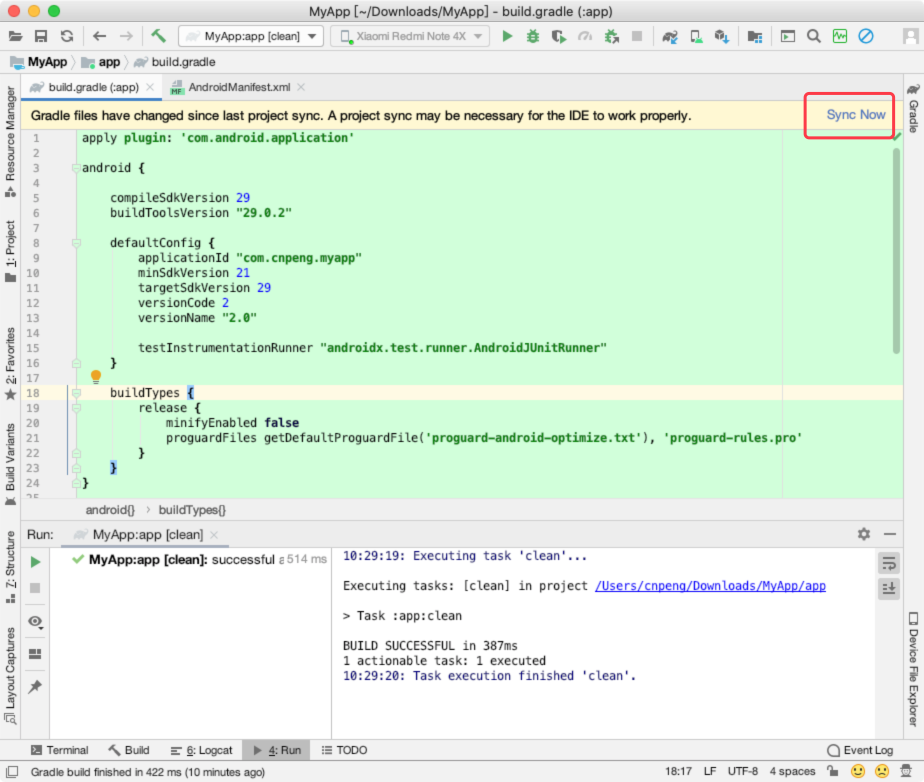 MyApp [~/Downloads/MyApp] - build.gradle (:app)
MyApp:app [clean]
Xiaomi Redmi Note 4X
MyApp
app
build.gradle
build.gradle (:app)
AndroidManifest.xml
Gradle files have changed since last project sync. A project sync may be necessary for the IDE to work properly.
Sync Now
1 apply plugin: 'com.android.application'
2
3 android {
4
5 compileSdkVersion 29
6 buildToolsVersion "29.0.2"
7
8 defaultConfig {
9 applicationId "com.cnpeng.myapp"
10 minSdkVersion 21
11 targetSdkVersion 29
12 versionCode 2
13 versionName "2.0"
14
15 testInstrumentationRunner "androidx.test.runner.AndroidJUnitRunner"
16 }
17
18 buildTypes {
19 release {
20 minifyEnabled false
21 proguardFiles getDefaultProguardFile('proguard-android-optimize.txt'), 'proguard-rules.pro'
22 }
23 }
24 }
25
android{} › buildTypes{}
Resource Manager
1: Project
2: Favorites
Build Variants
7: Structure
Layout Captures
Gradle
Device File Explorer
Run:
MyApp:app [clean]
MyApp:app [clean]: successful a 514 ms
10:29:19: Executing task 'clean'...
Executing tasks: [clean] in project /Users/cnpeng/Downloads/MyApp/app
> Task :app:clean
BUILD SUCCESSFUL in 387ms
1 actionable task: 1 executed
10:29:20: Task execution finished 'clean'.
Terminal
Build
6: Logcat
4: Run
TODO
Event Log
Gradle build finished in 422 ms (10 minutes ago)
18:17 LF UTF-8 4 spaces